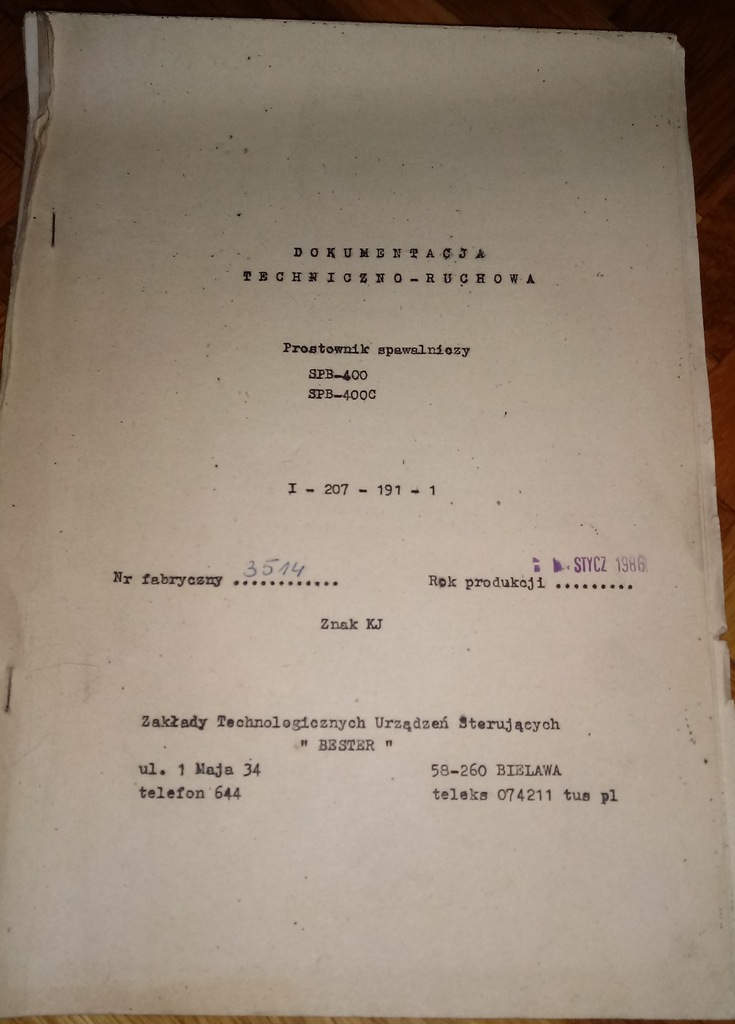 DOKUMENTACJA
TECHNICZNO-RUCHOWA
Prostownik spawalniczy
SPB-400
SPB-400C
I - 207 - 191 - 1
Nr fabryczny 3514 ............ Rok produkcji STYCZ 1986 .........
Znak KJ
Zakłady Technologicznych Urządzeń Sterujących
" BESTER "
ul. 1 Maja 34 58-260 BIELAWA
telefon 644 teleks 074211 tus pl